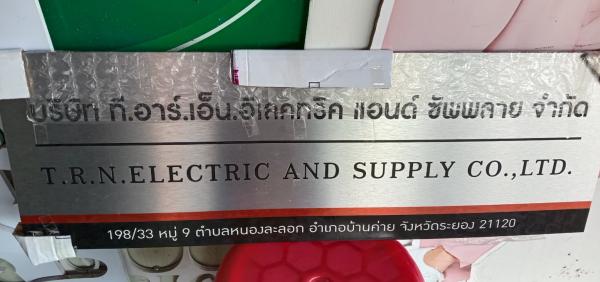 บริษัท ที.อาร์.เอ็น.อีเลคทริค แอนด์ ซัพพลาย จำกัด
T.R.N.ELECTRIC AND SUPPLY CO.,LTD.
198/33 หมู่ 9 ตำบลหนองละลอก อำเภอบ้านค่าย จังหวัดระยอง 21120